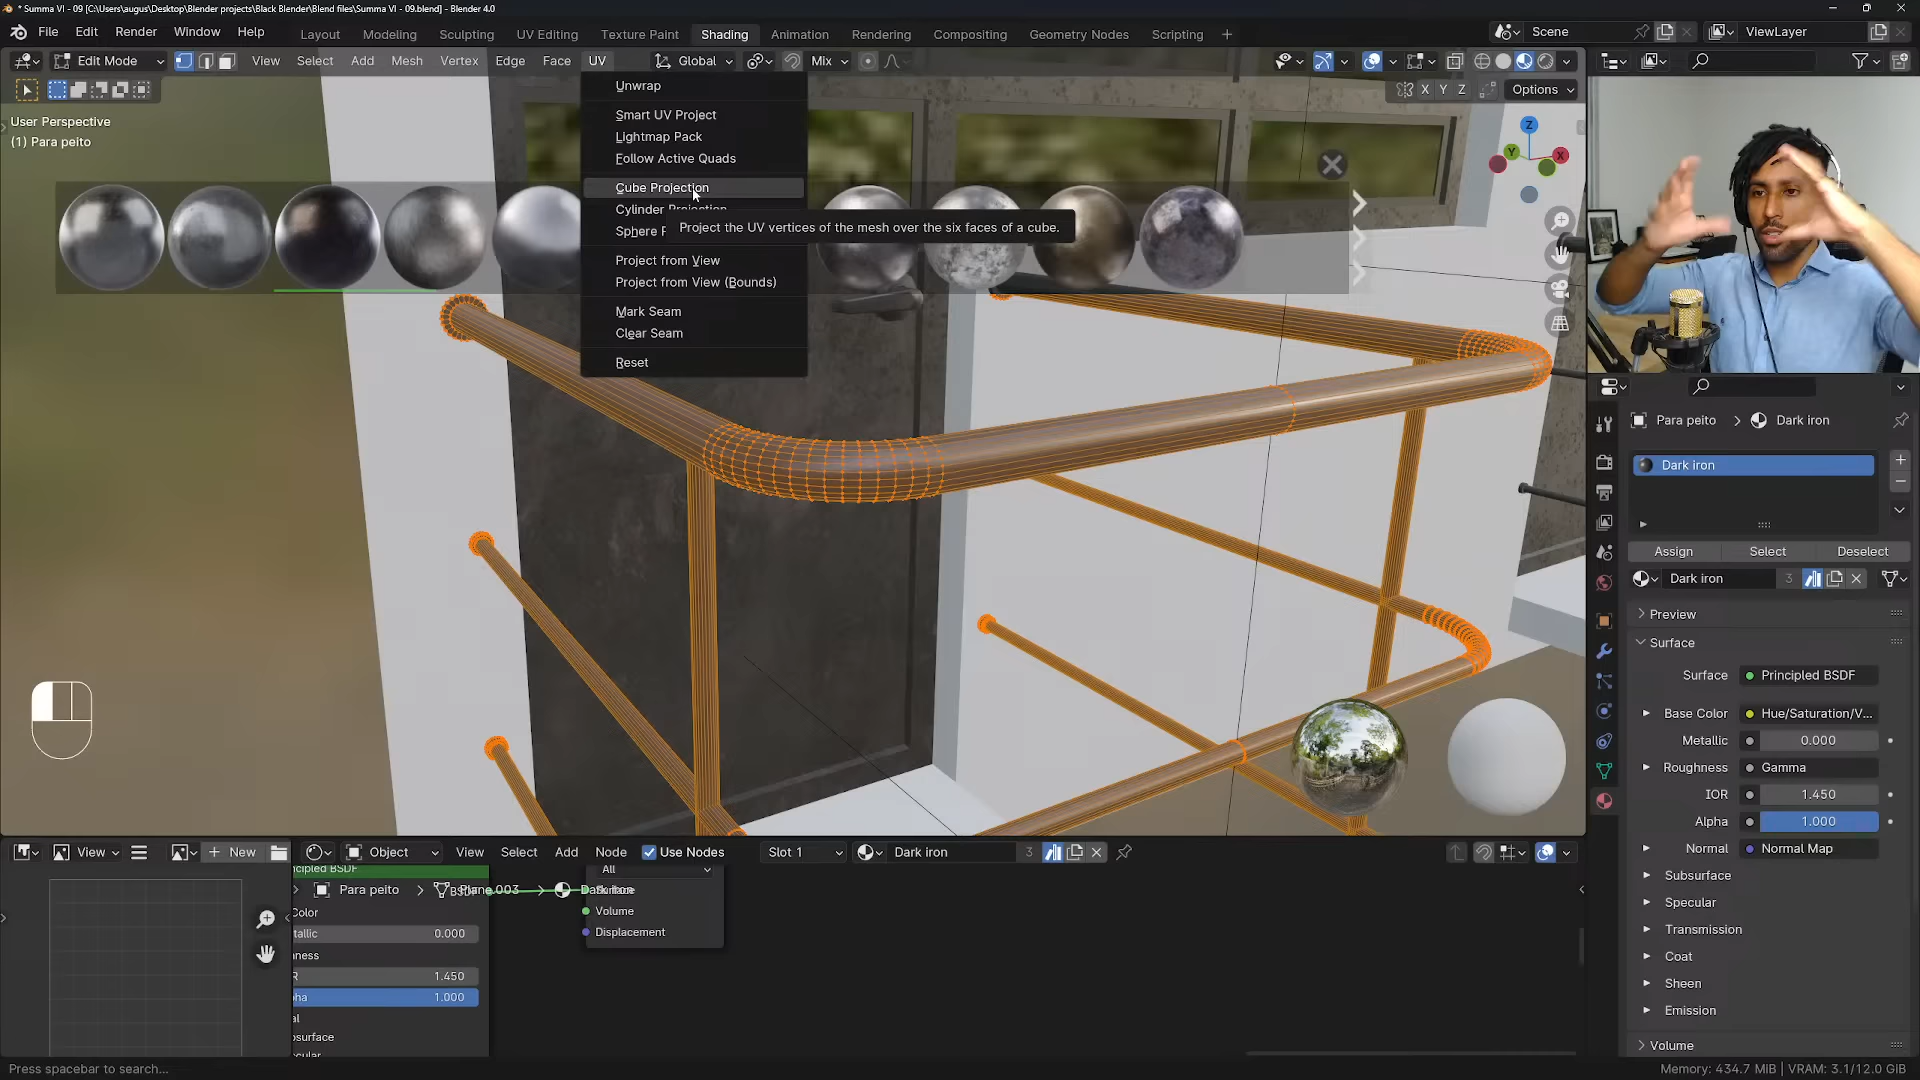 * Summa VI - 09 [C:\Users\augus\Desktop\Blender projects\Black Blender\Blend files\Summa VI - 09.blend] - Blender 4.0
File Edit Render Window Help Layout Modeling Sculpting UV Editing Texture Paint Shading Animation Rendering Compositing Geometry Nodes Scripting + Scene ViewLayer
Edit Mode View Select Add Mesh Vertex Edge Face UV Global Mix
X Y Z Options
User Perspective
(1) Para peito
Unwrap
Smart UV Project
Lightmap Pack
Follow Active Quads
Cube Projection
Cylinder Projection
Project the UV vertices of the mesh over the six faces of a cube.
Sphere P
Project from View
Project from View (Bounds)
Mark Seam
Clear Seam
Reset
Z
Y
X
Para peito > Dark iron
Dark iron
Assign Select Deselect
Dark iron 3
Preview
Surface
Surface Principled BSDF
Base Color Hue/Saturation/V...
Metallic 0.000
Roughness Gamma
IOR 1.450
Alpha 1.000
Normal Normal Map
Subsurface
Specular
Transmission
Coat
Sheen
Emission
Volume
View New Object View Select Add Node Use Nodes Slot 1 Dark iron 3
ncipled BSDF
All
Para peito > Plane.003 >
Color
Volume
tallic 0.000
Displacement
ness
R 1.450
ha 1.000
al
osurface
cular
Press spacebar to search...
Memory: 434.7 MiB | VRAM: 3.1/12.0 GiB